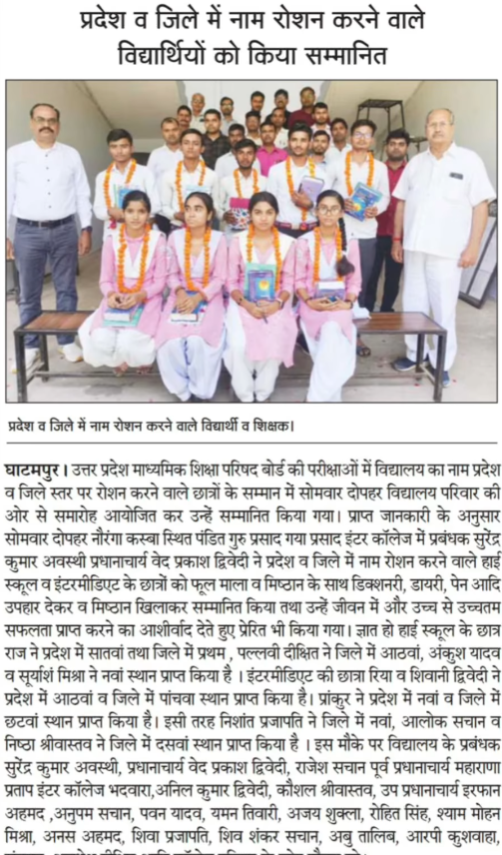 प्रदेश व जिले में नाम रोशन करने वाले
विद्यार्थियों को किया सम्मानित
प्रदेश व जिले में नाम रोशन करने वाले विद्यार्थी व शिक्षक।
घाटमपुर। उत्तर प्रदेश माध्यमिक शिक्षा परिषद बोर्ड की परीक्षाओं में विद्यालय का नाम प्रदेश
व जिले स्तर पर रोशन करने वाले छात्रों के सम्मान में सोमवार दोपहर विद्यालय परिवार की
ओर से समारोह आयोजित कर उन्हें सम्मानित किया गया। प्राप्त जानकारी के अनुसार
सोमवार दोपहर नौरंगा कस्बा स्थित पंडित गुरु प्रसाद गया प्रसाद इंटर कॉलेज में प्रबंधक सुरेंद्र
कुमार अवस्थी प्रधानाचार्य वेद प्रकाश द्विवेदी ने प्रदेश व जिले में नाम रोशन करने वाले हाई
स्कूल व इंटरमीडिएट के छात्रों को फूल माला व मिष्ठान के साथ डिक्शनरी, डायरी, पेन आदि
उपहार देकर व मिष्ठान खिलाकर सम्मानित किया तथा उन्हें जीवन में और उच्च से उच्चतम
सफलता प्राप्त करने का आशीर्वाद देते हुए प्रेरित भी किया गया। ज्ञात हो हाई स्कूल के छात्र
राज ने प्रदेश में सातवां तथा जिले में प्रथम , पल्लवी दीक्षित ने जिले में आठवां, अंकुश यादव
व सूर्यांश मिश्रा ने नवां स्थान प्राप्त किया है । इंटरमीडिएट की छात्रा रिया व शिवानी द्विवेदी ने
प्रदेश में आठवां व जिले में पांचवा स्थान प्राप्त किया है। प्रांकुर ने प्रदेश में नवां व जिले में
छटवां स्थान प्राप्त किया है। इसी तरह निशांत प्रजापति ने जिले में नवां, आलोक सचान व
निष्ठा श्रीवास्तव ने जिले में दसवां स्थान प्राप्त किया है । इस मौके पर विद्यालय के प्रबंधक
सुरेंद्र कुमार अवस्थी, प्रधानाचार्य वेद प्रकाश द्विवेदी, राजेश सचान पूर्व प्रधानाचार्य महाराणा
प्रताप इंटर कॉलेज भदवारा,अनिल कुमार द्विवेदी, कौशल श्रीवास्तव, उप प्रधानाचार्य इरफान
अहमद ,अनुपम सचान, पवन यादव, यमन तिवारी, अजय शुक्ला, रोहित सिंह, श्याम मोहन
मिश्रा, अनस अहमद, शिवा प्रजापति, शिव शंकर सचान, अबु तालिब, आरपी कुशवाहा,